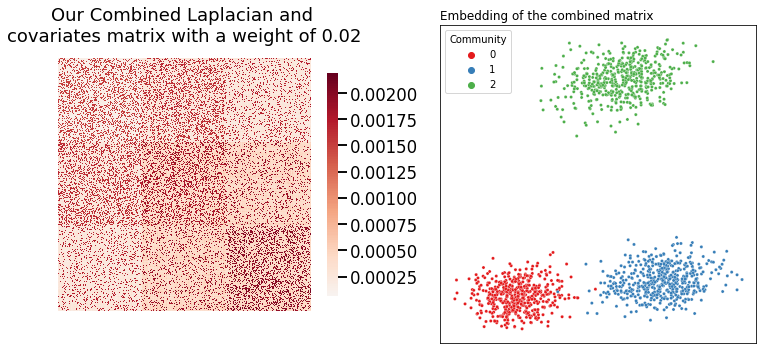 Our Combined Laplacian and
covariates matrix with a weight of 0.02
0.00200
0.00175
0.00150
0.00125
0.00100
0.00075
0.00050
0.00025
Embedding of the combined matrix
Community
0
1
2